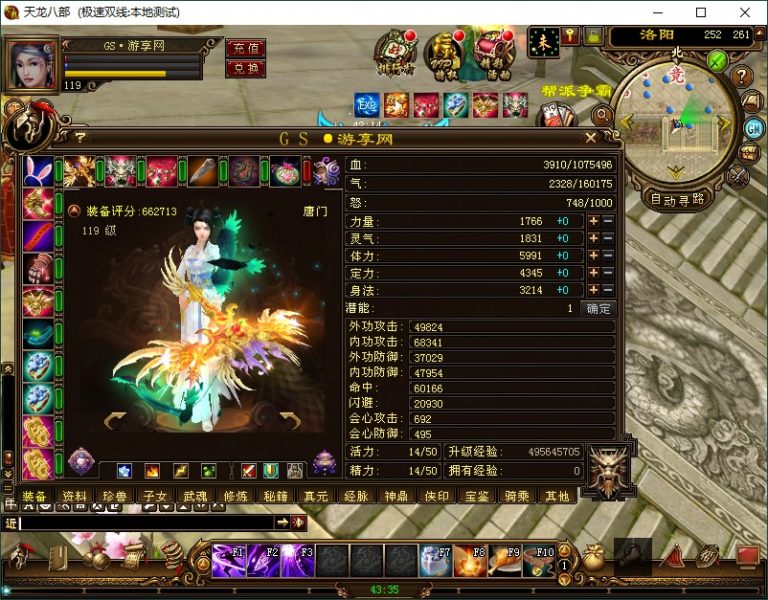 天龙八部 (极速双线:本地测试)
GS·游享网
充值
兑换
119
未
洛阳 252 261
北
帮派争霸
EXP
42:14
GM
自动寻路
? GS ●游享网
装备评分:662713 唐门
119 级
血: 3910/1075496
气: 2328/160175
怒: 748/1000
力量: 1766 +0
灵气: 1831 +0
体力: 5991 +0
定力: 4345 +0
身法: 3214 +0
潜能: 1 确定
外功攻击: 49824
内功攻击: 68341
外功防御: 37029
内功防御: 47954
命中: 60166
闪避: 20930
会心攻击: 692
会心防御: 495
活力: 14/50 升级经验: 495645705
精力: 14/50 拥有经验: 0
装备 资料 珍兽 子女 武魂 修炼 秘籍 真元 经脉 神鼎 侠印 宝鉴 骑乘 其他
近
F1 F2 F3 F7 F8 F9 F10
1
43:35